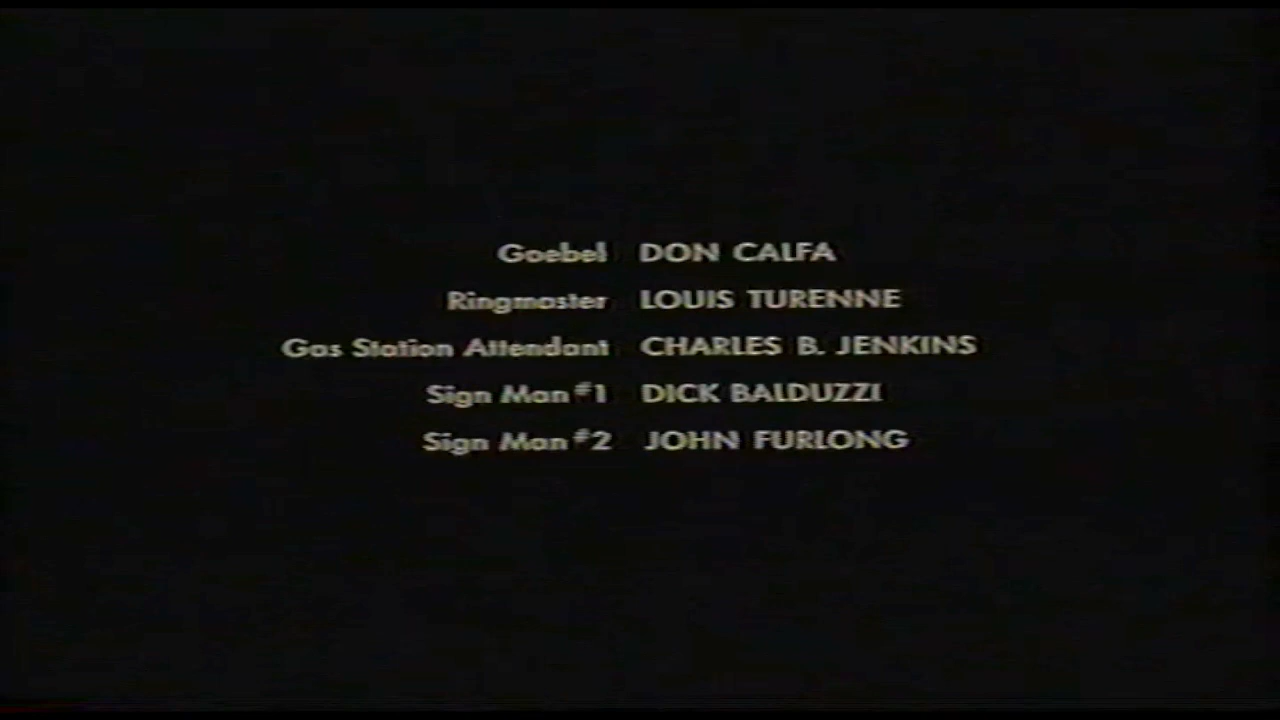 Goebel DON CALFA
Ringmaster LOUIS TURENNE
Gas Station Attendant CHARLES B. JENKINS
Sign Man #1 DICK BALDUZZI
Sign Man #2 JOHN FURLONG